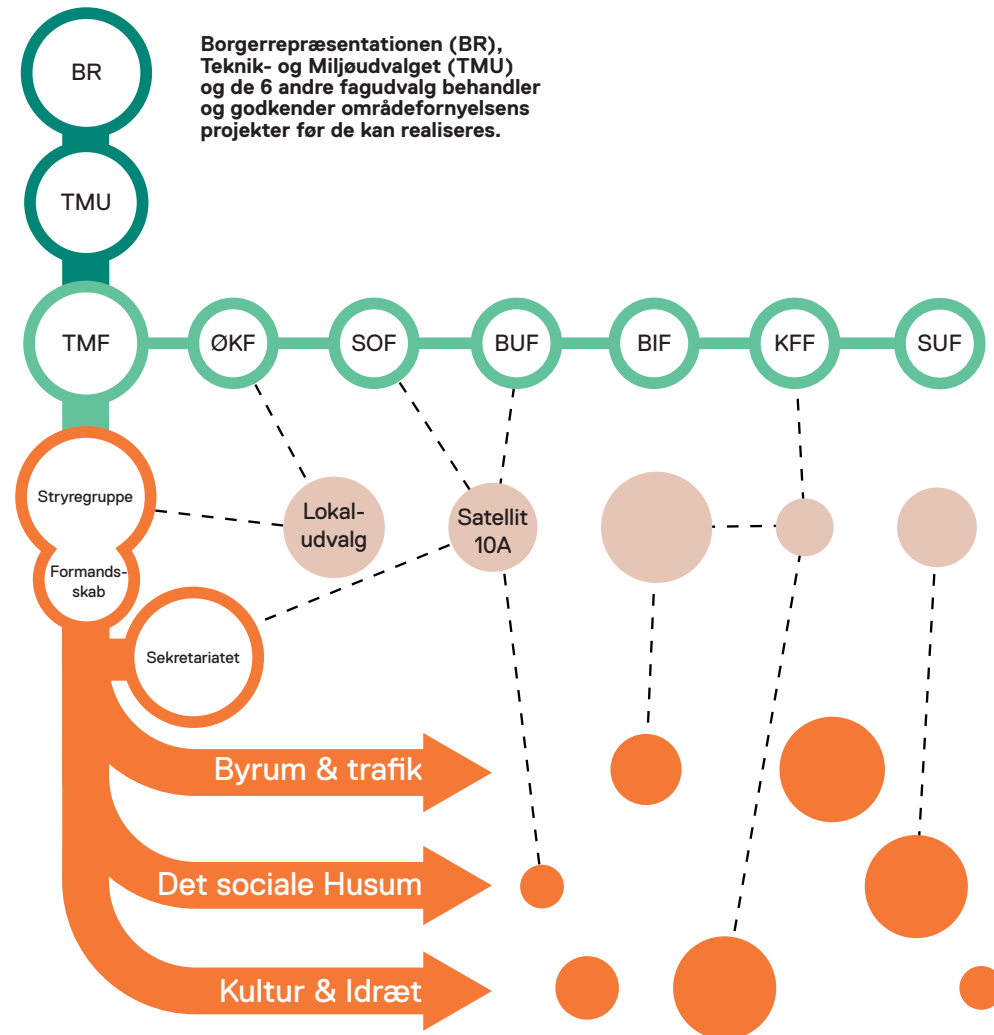 BR
Borgerrepræsentationen (BR),
Teknik- og Miljøudvalget (TMU)
og de 6 andre fagudvalg behandler
og godkender områdefornyelsens
projekter før de kan realiseres.
TMU
TMF
ØKF
SOF
BUF
BIF
KFF
SUF
Stryregruppe
Lokal-
udvalg
Satellit
10A
Formands-
skab
Sekretariatet
Byrum & trafik
Det sociale Husum
Kultur & Idræt